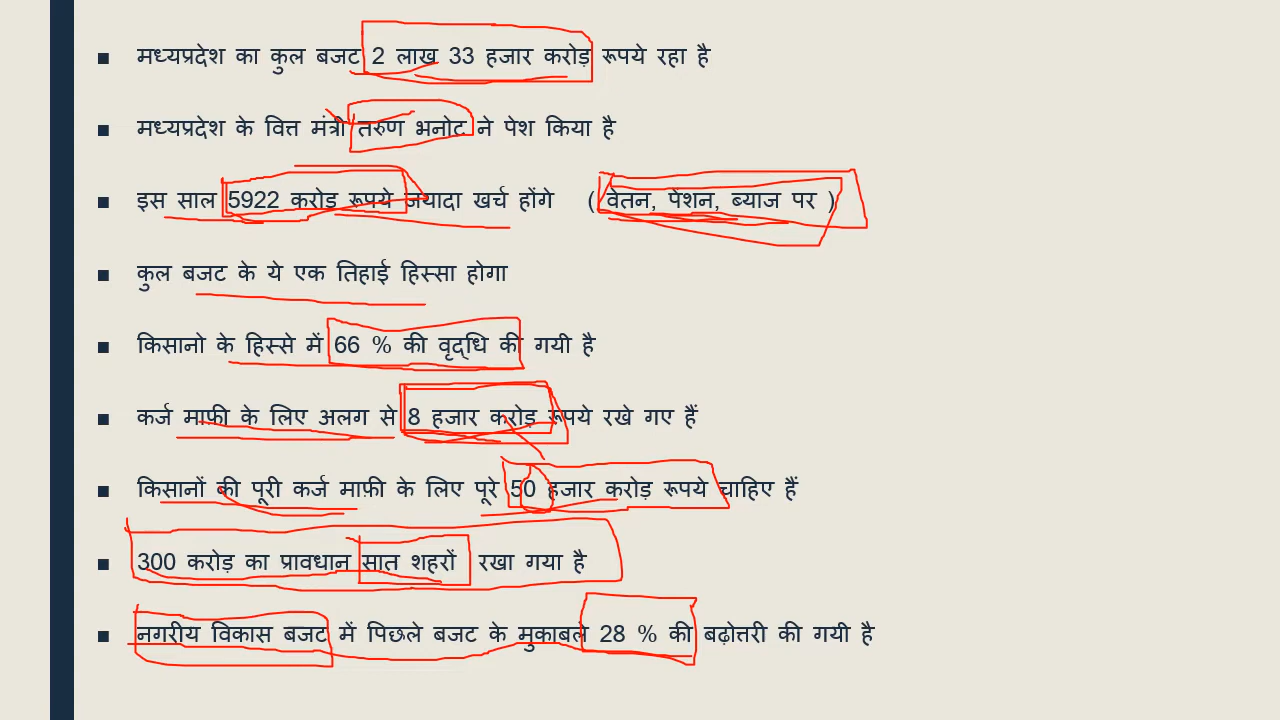 ▪ मध्यप्रदेश का कुल बजट 2 लाख 33 हजार करोड़ रूपये रहा है
▪ मध्यप्रदेश के वित्त मंत्री तरुण भनोट ने पेश किया है
▪ इस साल 5922 करोड़ रूपये जयादा खर्च होंगे ( वेतन, पेंशन, ब्याज पर )
▪ कुल बजट के ये एक तिहाई हिस्सा होगा
▪ किसानो के हिस्से में 66 % की वृद्धि की गयी है
▪ कर्ज माफ़ी के लिए अलग से 8 हजार करोड़ रूपये रखे गए हैं
▪ किसानों की पूरी कर्ज माफ़ी के लिए पूरे 50 हजार करोड़ रूपये चाहिए हैं
▪ 300 करोड़ का प्रावधान सात शहरों रखा गया है
▪ नगरीय विकास बजट में पिछले बजट के मुकाबले 28 % की बढ़ोत्तरी की गयी है